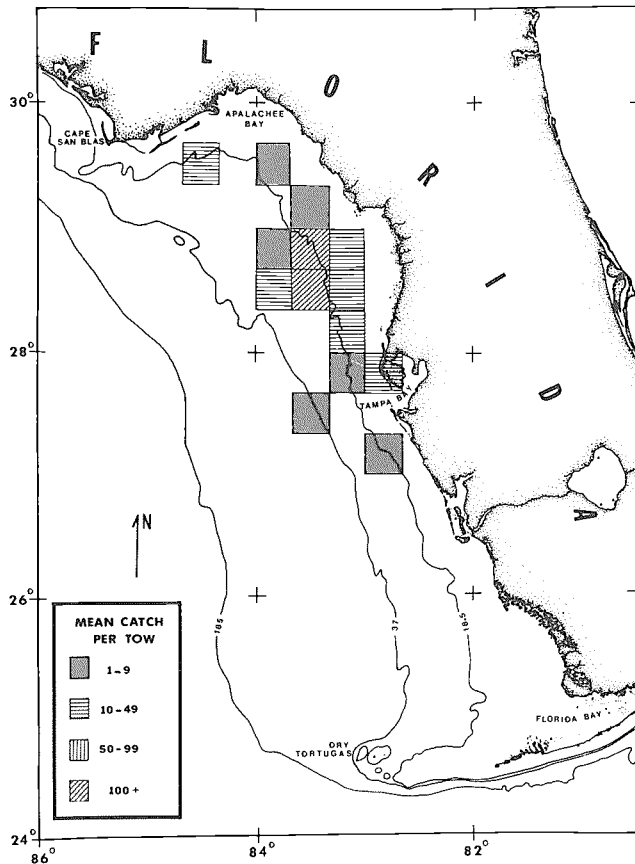 F
L
O
R
I
D
A
30°
APALACHEE
BAY
CAPE
SAN BLAS
28°
TAMPA BAY
N
26°
MEAN CATCH
PER TOW
1-9
10-49
50-99
100+
185
37
18.5
FLORIDA BAY
DRY
TORTUGAS
24°
86°
84°
82°